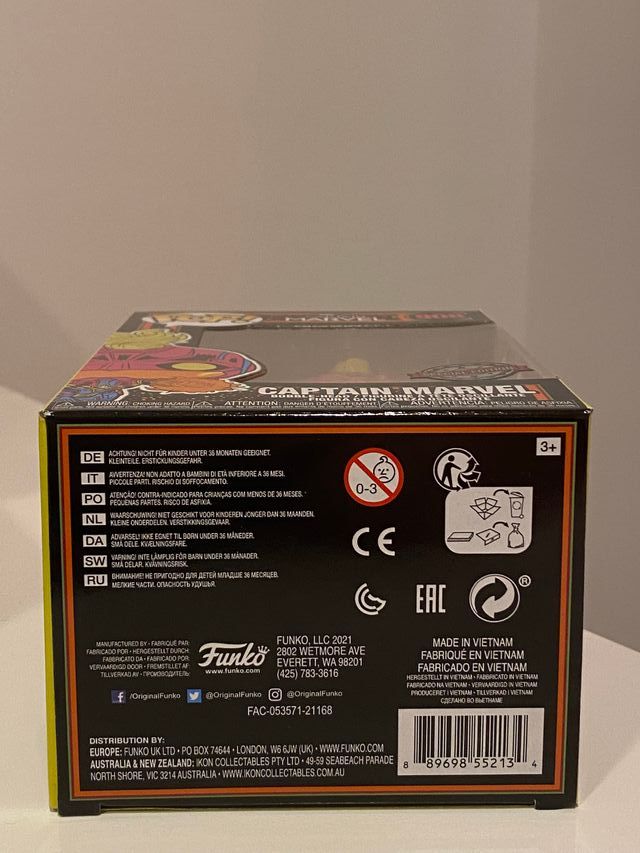 POP!
MARVEL
WARNING: CHOKING HAZARD
ATTENTION:
CAPTAIN MARVEL
BOBBLE-HEAD
DE ACHTUNG! NICHT FÜR KINDER UNTER 36 MONATEN GEEIGNET.
KLEINTEILE. ERSTICKUNGSGEFAHR.
IT AVVERTENZA! NON ADATTO A BAMBINI DI ETÀ INFERIORE A 36 MESI.
PICCOLE PARTI. RISCHIO DI SOFFOCAMENTO.
PO ATENÇÃO! CONTRA-INDICADO PARA CRIANÇAS COM MENOS DE 36 MESES.
PEQUENAS PARTES. RISCO DE ASFIXIA.
NL WAARSCHUWING! NIET GESCHIKT VOOR KINDEREN JONGER DAN 36 MAANDEN.
KLEINE ONDERDELEN. VERSTIKKINGSGEVAAR.
DA ADVARSEL! IKKE EGNET TIL BØRN UNDER 36 MÅNEDER.
SMÅ DELE. KVÆLNINGSFARE.
SW VARNING! INTE LÄMPLIG FÖR BARN UNDER 36 MÅNADER.
SMÅ DELAR. KVÄVNINGSRISK.
RU ВНИМАНИЕ! НЕ ПРИГОДНО ДЛЯ ДЕТЕЙ МЛАДШЕ 36 МЕСЯЦЕВ.
МЕЛКИЕ ЧАСТИ. ОПАСНОСТЬ УДУШЬЯ.
0-3
3+
CE
EAC
®
MANUFACTURED BY • FABRIQUÉ PAR:
FABRICADO POR • HERGESTELLT DURCH:
FABBRICATO DA • FABRICADO POR:
VERVAARDIGD DOOR • FREMSTILLET AF
TILLVERKAD AV • ПРОИЗВОДИТЕЛЬ:
Funko
www.funko.com
FUNKO, LLC 2021
2802 WETMORE AVE
EVERETT, WA 98201
(425) 783-3616
/OriginalFunko @OriginalFunko @OriginalFunko
FAC-053571-21168
MADE IN VIETNAM
FABRIQUÉ EN VIETNAM
FABRICADO EN VIETNAM
HERGESTELLT IN VIETNAM • FABBRICATO IN VIETNAM
FABRICADO NA VIETNAM • VERVAARDIGD IN VIETNAM
PRODUCERET I VIETNAM • TILLVERKAD I VIETNAM
СДЕЛАНО ВО ВЬЕТНАМЕ
DISTRIBUTION BY:
EUROPE: FUNKO UK LTD • PO BOX 74644 • LONDON, W6 6JW (UK) • WWW.FUNKO.COM
AUSTRALIA & NEW ZEALAND: IKON COLLECTABLES PTY LTD • 49-59 SEABEACH PARADE
NORTH SHORE, VIC 3214 AUSTRALIA • WWW.IKONCOLLECTABLES.COM.AU
8 89698 55213 4